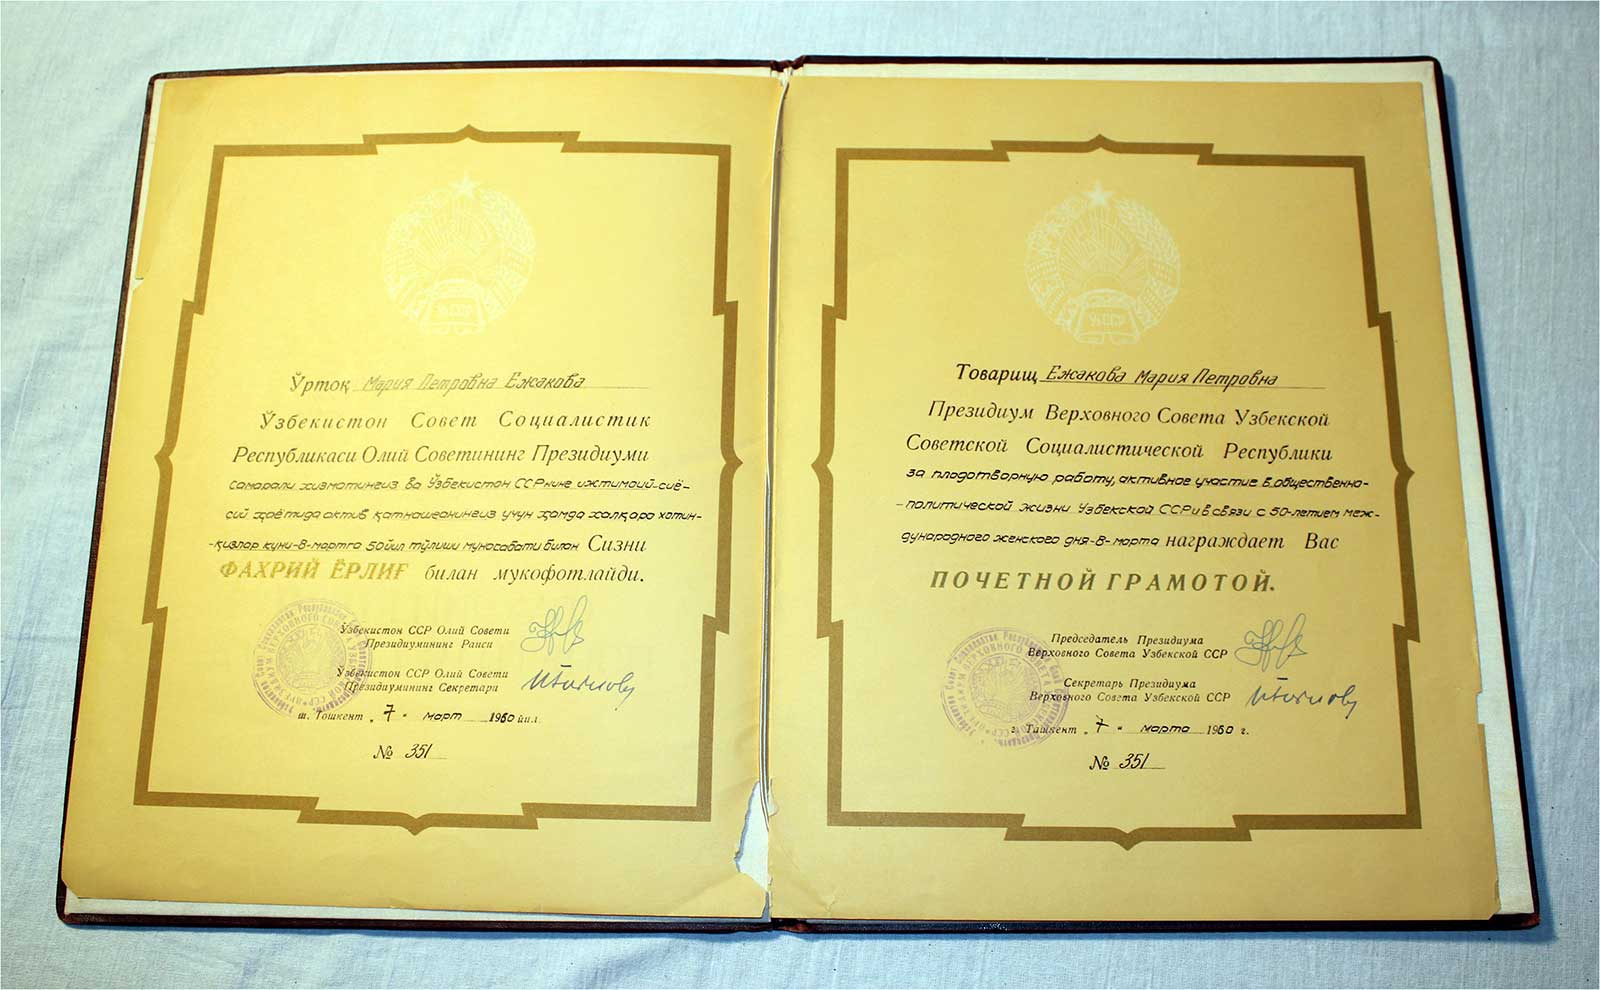 ЎзССР
Ўртоқ Мария Петровна Ежакова
Ўзбекистон Совет Социалистик
Республикаси Олий Советининг Президиуми
самарали хизматингиз ва Ўзбекистон ССРнинг ижтимоий-сиё-
сий ҳаётида актив қатнашганингиз учун ҳамда халқаро хотин-
-қизлар куни-8-мартга 50 йил тўлиши муносабати билан Сизни
ФАХРИЙ ЁРЛИҒ билан мукофотлайди.
Ўзбекистон ССР Олий Совети
Президиумининг Раиси
Ўзбекистон ССР Олий Совети
Президиумининг Секретари
ш. Тошкент „7" март 1960 йил.
№ 351
ЎзССР
Товарищ Ежакова Мария Петровна
Президиум Верховного Совета Узбекской
Советской Социалистической Республики
за плодотворную работу, активное участие в общественно-
-политической жизни Узбекской ССР и в связи с 50-летием меж-
дународного женского дня-8-марта награждает Вас
ПОЧЕТНОЙ ГРАМОТОЙ.
Председатель Президиума
Верховного Совета Узбекской ССР
Секретарь Президиума
Верховного Совета Узбекской ССР
г. Ташкент „7" марта 1960 г.
№ 351